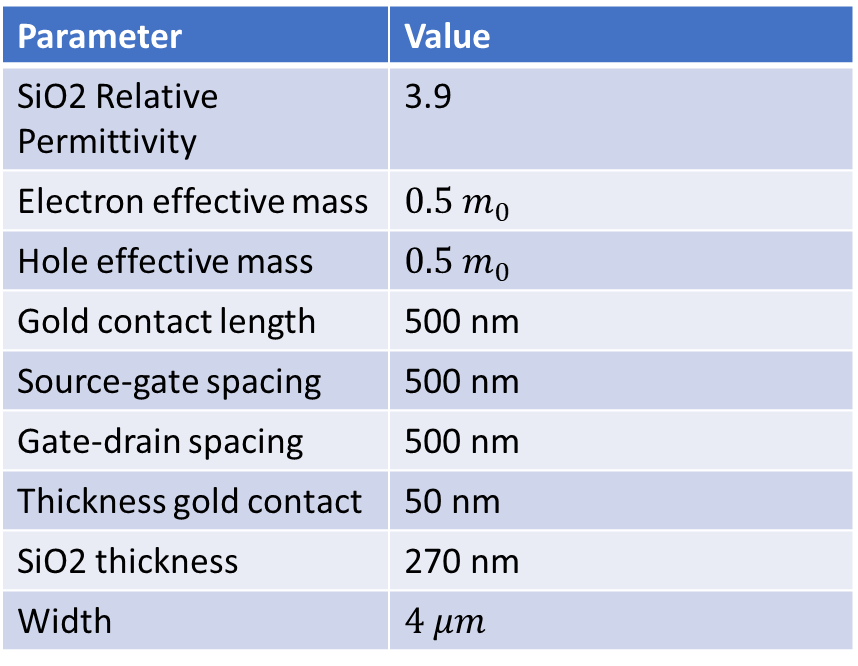 Parameter Value
SiO2 Relative 3.9
Permittivity
Electron effective mass 0.5 m₀
Hole effective mass 0.5 m₀
Gold contact length 500 nm
Source-gate spacing 500 nm
Gate-drain spacing 500 nm
Thickness gold contact 50 nm
SiO2 thickness 270 nm
Width 4 μm